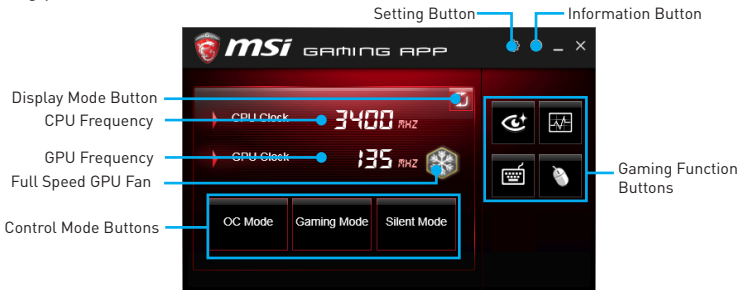 Setting Button
Information Button
msi GAMING APP
Display Mode Button
CPU Clock 3400 MHZ
CPU Frequency
GPU Frequency
GPU Clock 135 MHZ
Full Speed GPU Fan
Gaming Function
Buttons
Control Mode Buttons
OC Mode
Gaming Mode
Silent Mode